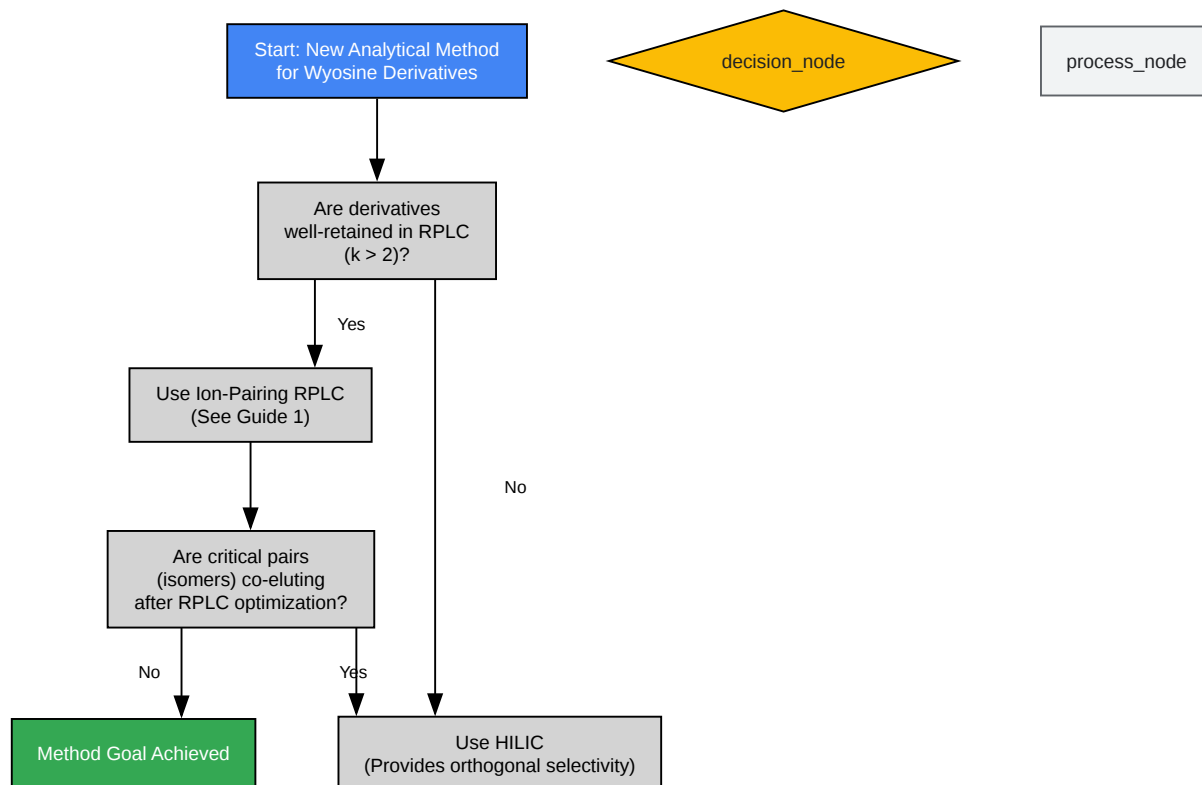 Start: New Analytical Method
for Wyosine Derivatives
decision_node
process_node
Are derivatives
well-retained in RPLC
(k > 2)?
Yes
Use Ion-Pairing RPLC
(See Guide 1)
No
Are critical pairs
(isomers) co-eluting
after RPLC optimization?
No
Yes
Method Goal Achieved
Use HILIC
(Provides orthogonal selectivity)